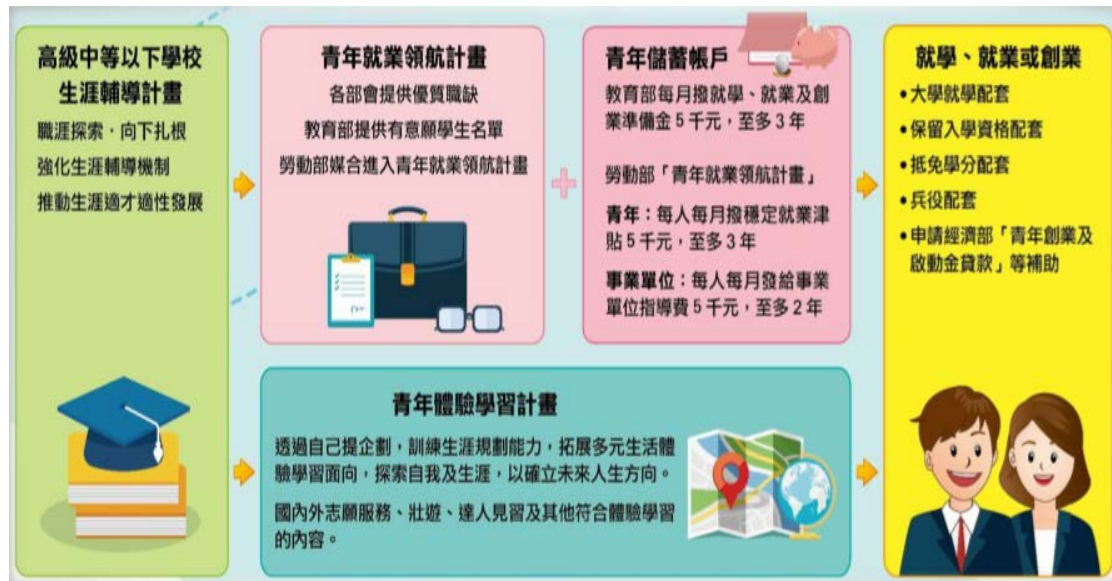 高級中等以下學校
生涯輔導計畫
職涯探索．向下扎根
強化生涯輔導機制
推動生涯適才適性發展
青年就業領航計畫
各部會提供優質職缺
教育部提供有意願學生名單
勞動部媒合進入青年就業領航計畫
青年儲蓄帳戶
教育部每月撥就學、就業及創
業準備金5千元，至多3年
勞動部「青年就業領航計畫」
青年：每人每月撥穩定就業津
貼5千元，至多3年
事業單位：每人每月發給事業
單位指導費5千元，至多2年
青年體驗學習計畫
透過自己提企劃，訓練生涯規劃能力，拓展多元生活體
驗學習面向，探索自我及生涯，以確立未來人生方向。
國內外志願服務、壯遊、達人見習及其他符合體驗學習
的內容。
就學、就業或創業
•大學就學配套
•保留入學資格配套
•抵免學分配套
•兵役配套
•申請經濟部「青年創業及
啟動金貸款」等補助